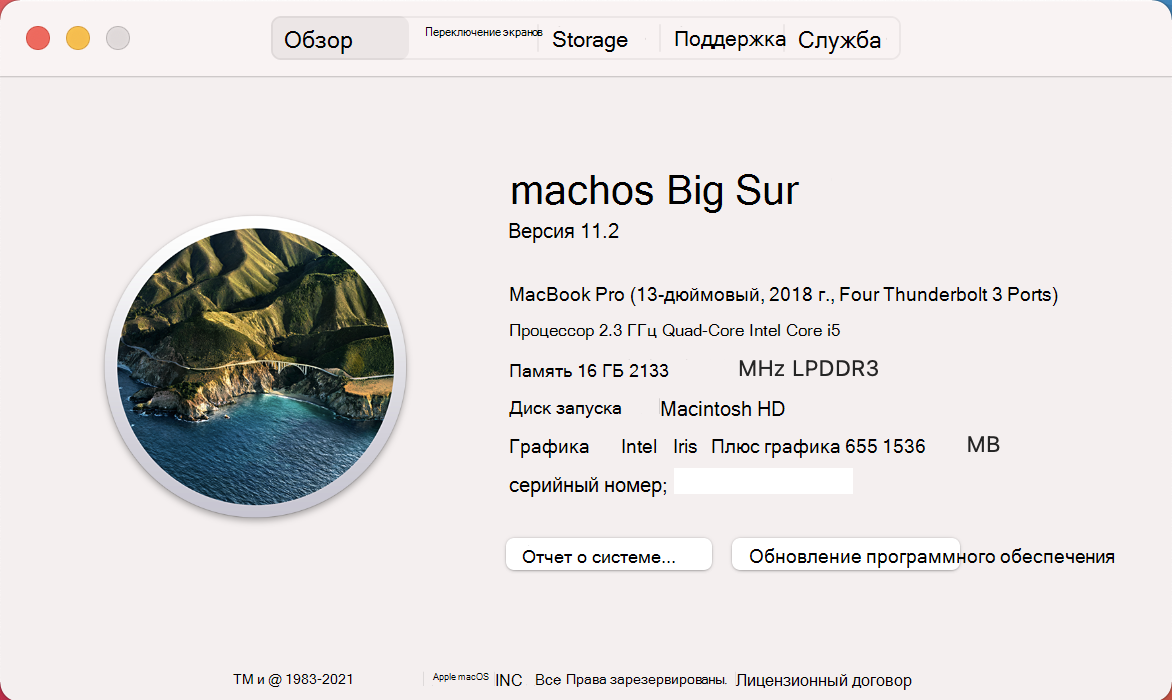 Обзор Переключение экранов Storage Поддержка Служба
machos Big Sur
Версия 11.2
MacBook Pro (13-дюймовый, 2018 г., Four Thunderbolt 3 Ports)
Процессор 2.3 ГГц Quad-Core Intel Core i5
Память 16 ГБ 2133 MHz LPDDR3
Диск запуска Macintosh HD
Графика Intel Iris Плюс графика 655 1536 MB
серийный номер;
Отчет о системе... Обновление программного обеспечения
TM и @ 1983-2021 Apple macOS INC Все Права зарезервированы. Лицензионный договор